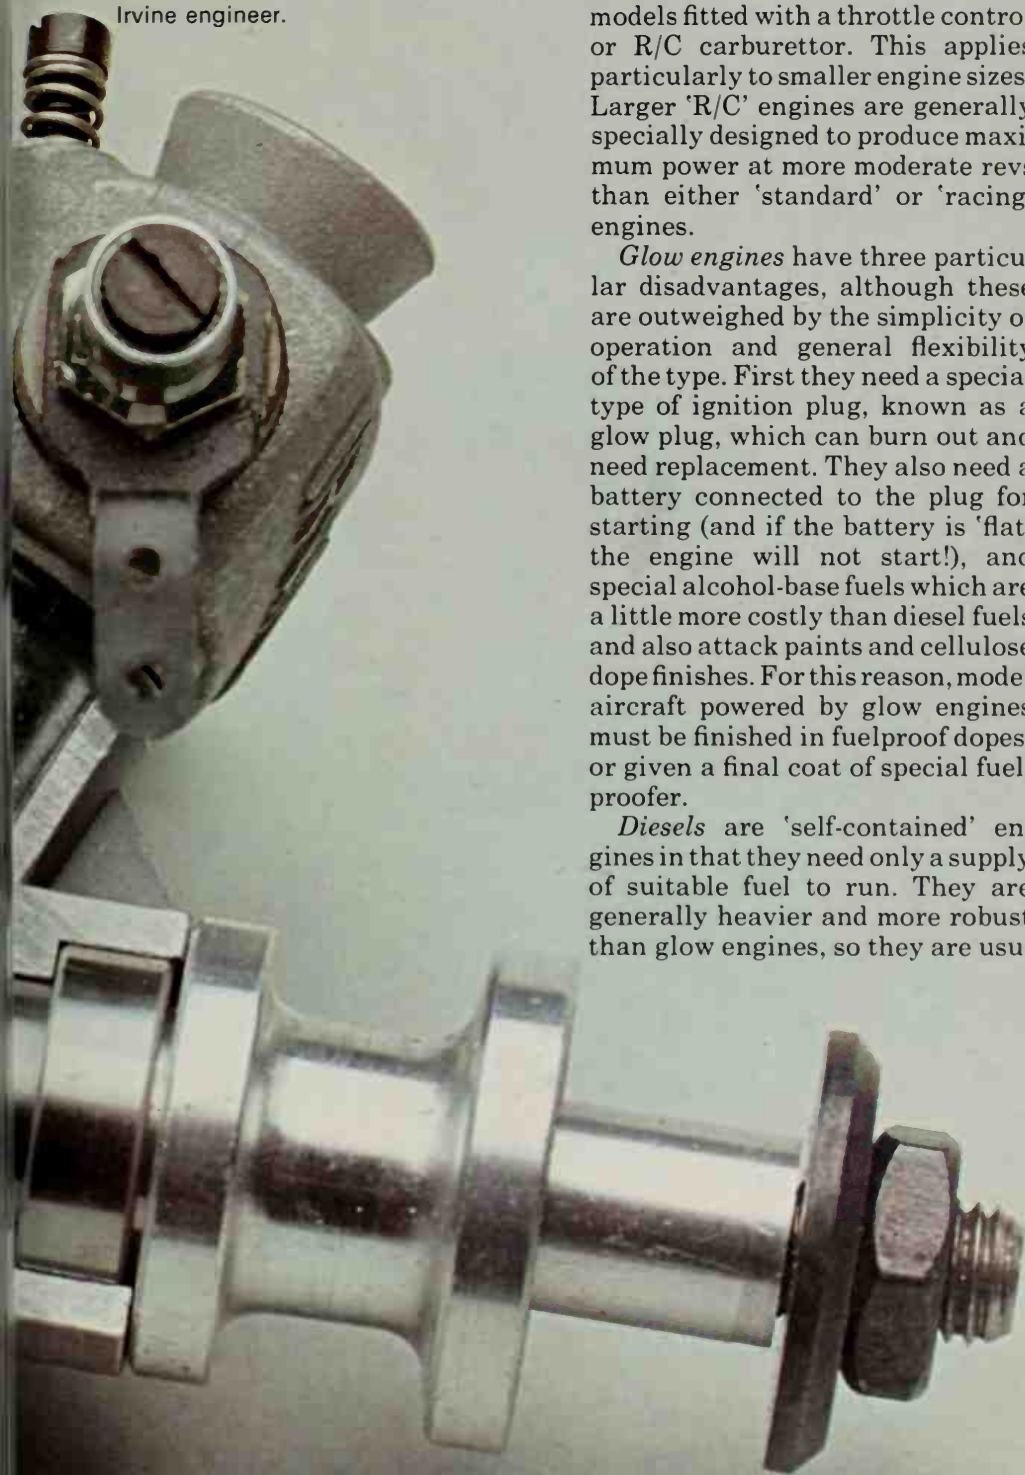 Irvine engineer.
models fitted with a throttle contro
or R/C carburettor. This applies
particularly to smaller engine sizes
Larger 'R/C' engines are generally
specially designed to produce maxi
mum power at more moderate revs
than either 'standard' or 'racing
engines.
Glow engines have three particu
lar disadvantages, although these
are outweighed by the simplicity o
operation and general flexibility
of the type. First they need a specia
type of ignition plug, known as a
glow plug, which can burn out and
need replacement. They also need a
battery connected to the plug for
starting (and if the battery is 'flat
the engine will not start!), and
special alcohol-base fuels which are
a little more costly than diesel fuels
and also attack paints and cellulose
dope finishes. For this reason, mode
aircraft powered by glow engines
must be finished in fuelproof dopes
or given a final coat of special fuel
proofer.
Diesels are 'self-contained' en
gines in that they need only a supply
of suitable fuel to run. They are
generally heavier and more robust
than glow engines, so they are usu